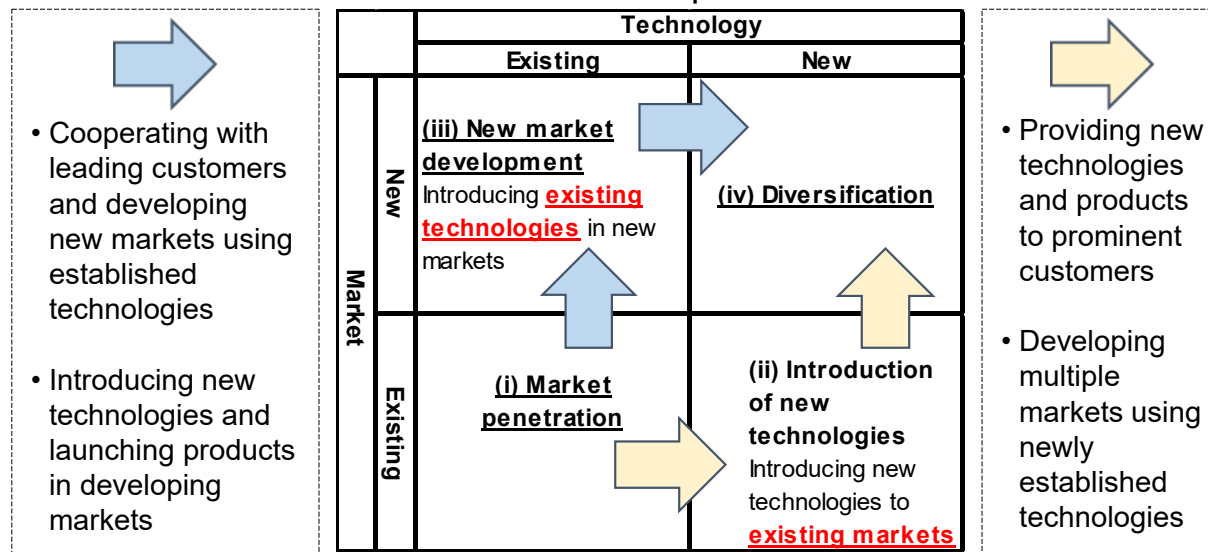 • Cooperating with
leading customers
and developing
new markets using
established
technologies
• Introducing new
technologies and
launching products
in developing
markets
Technology
Existing
New
Market
New
Existing
(iii) New market
development
Introducing existing
technologies in new
markets
(iv) Diversification
(i) Market
penetration
(ii) Introduction
of new
technologies
Introducing new
technologies to
existing markets
• Providing new
technologies
and products
to prominent
customers
• Developing
multiple
markets using
newly
established
technologies